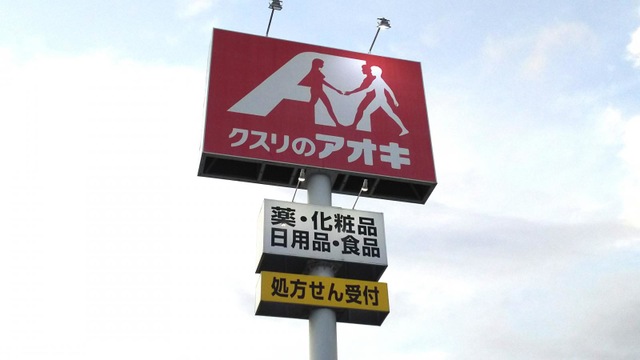 クスリのアオキ
薬・化粧品
日用品・食品
処方せん受付